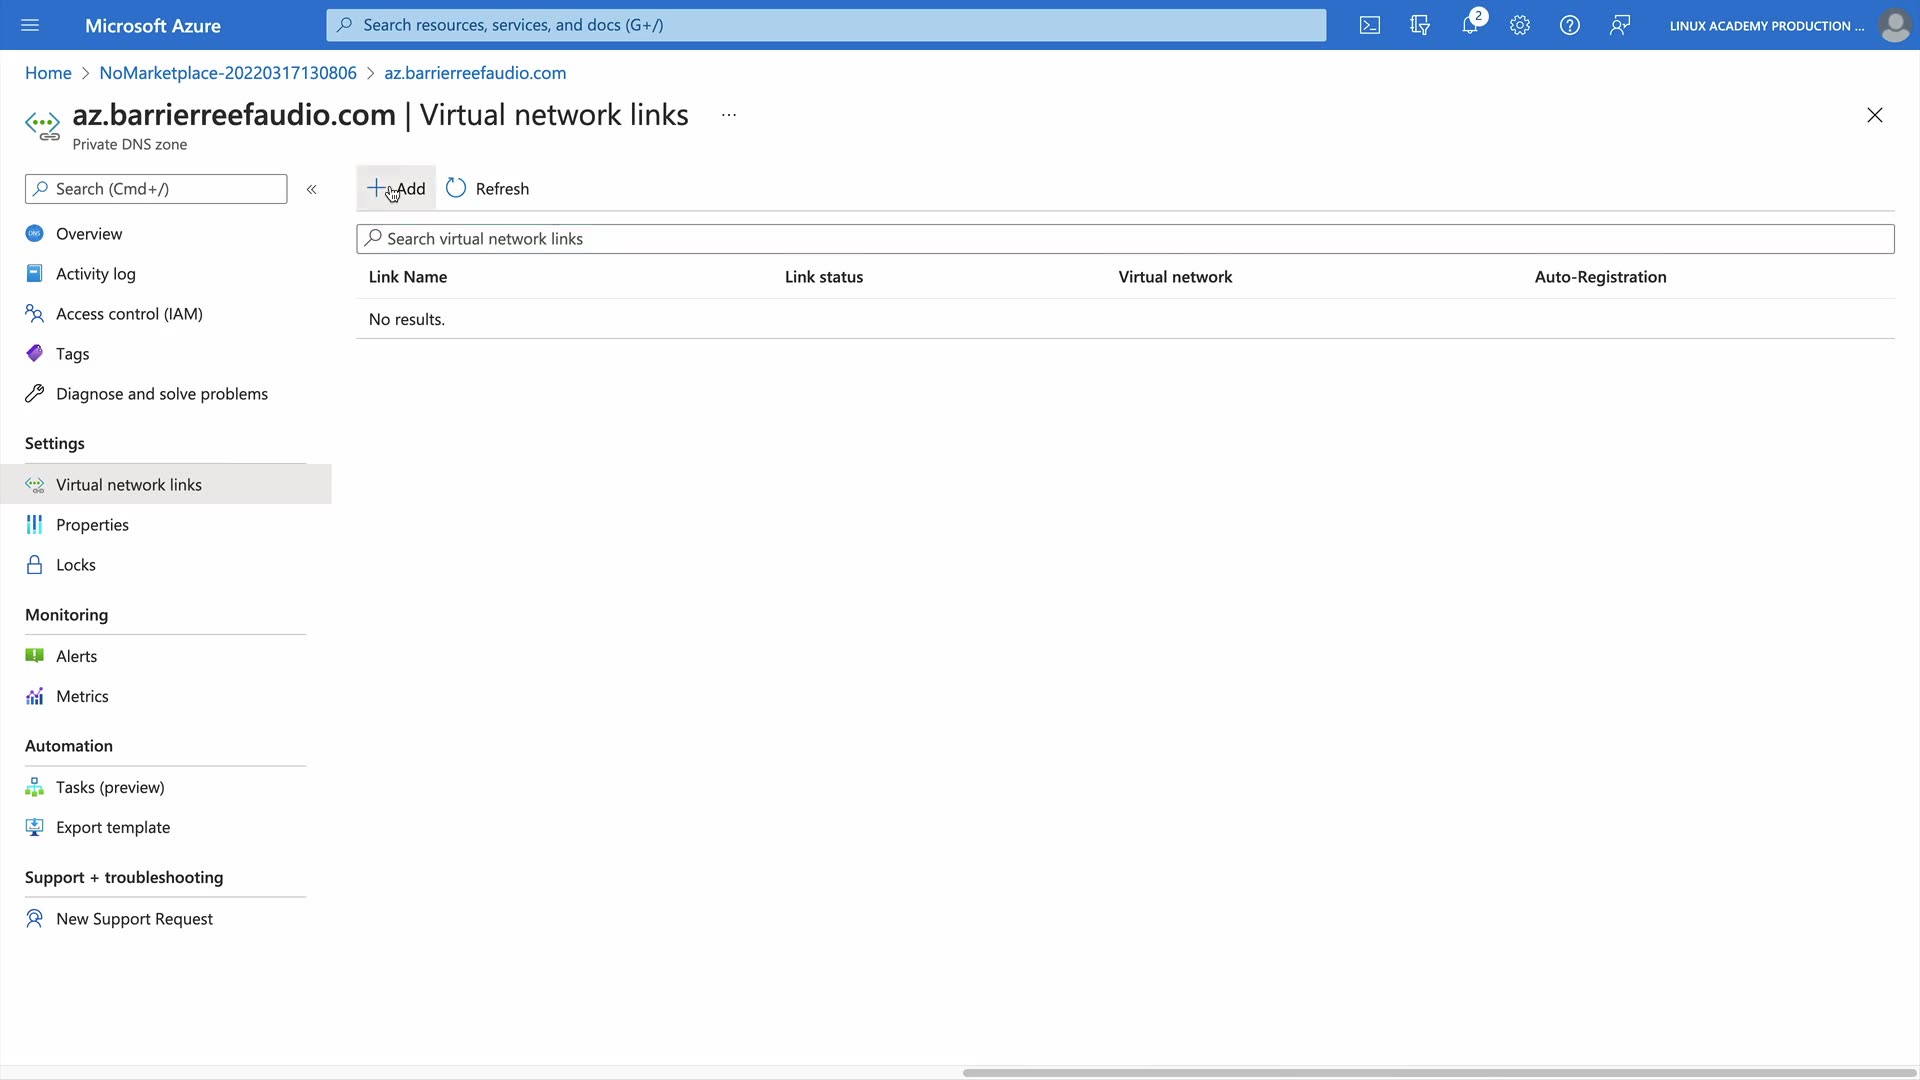 Microsoft Azure
Search resources, services, and docs (G+/)
2
LINUX ACADEMY PRODUCTION ...
Home > NoMarketplace-20220317130806 > az.barrierreefaudio.com
az.barrierreefaudio.com | Virtual network links ...
Private DNS zone
Search (Cmd+/)
«
Add
Refresh
Search virtual network links
Link Name
Link status
Virtual network
Auto-Registration
No results.
DNS
Overview
Activity log
Access control (IAM)
Tags
Diagnose and solve problems
Settings
Virtual network links
Properties
Locks
Monitoring
Alerts
Metrics
Automation
Tasks (preview)
Export template
Support + troubleshooting
New Support Request